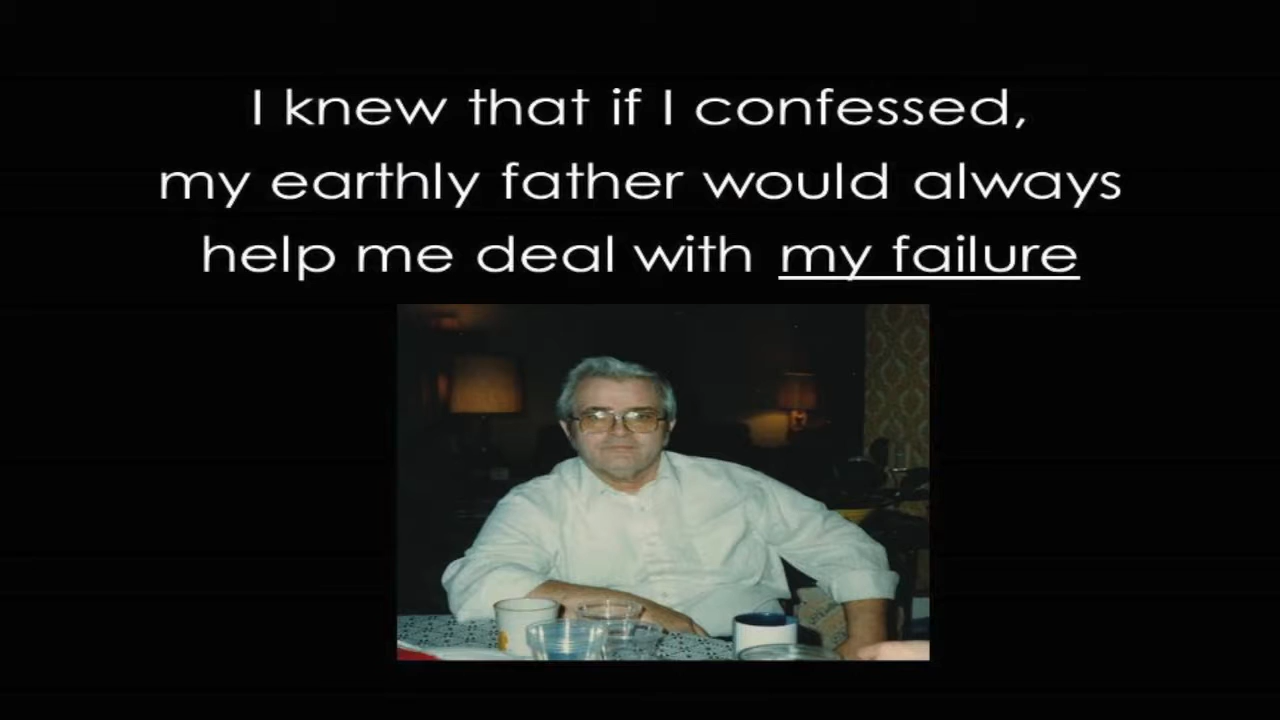 I knew that if I confessed,
my earthly father would always
help me deal with my failure